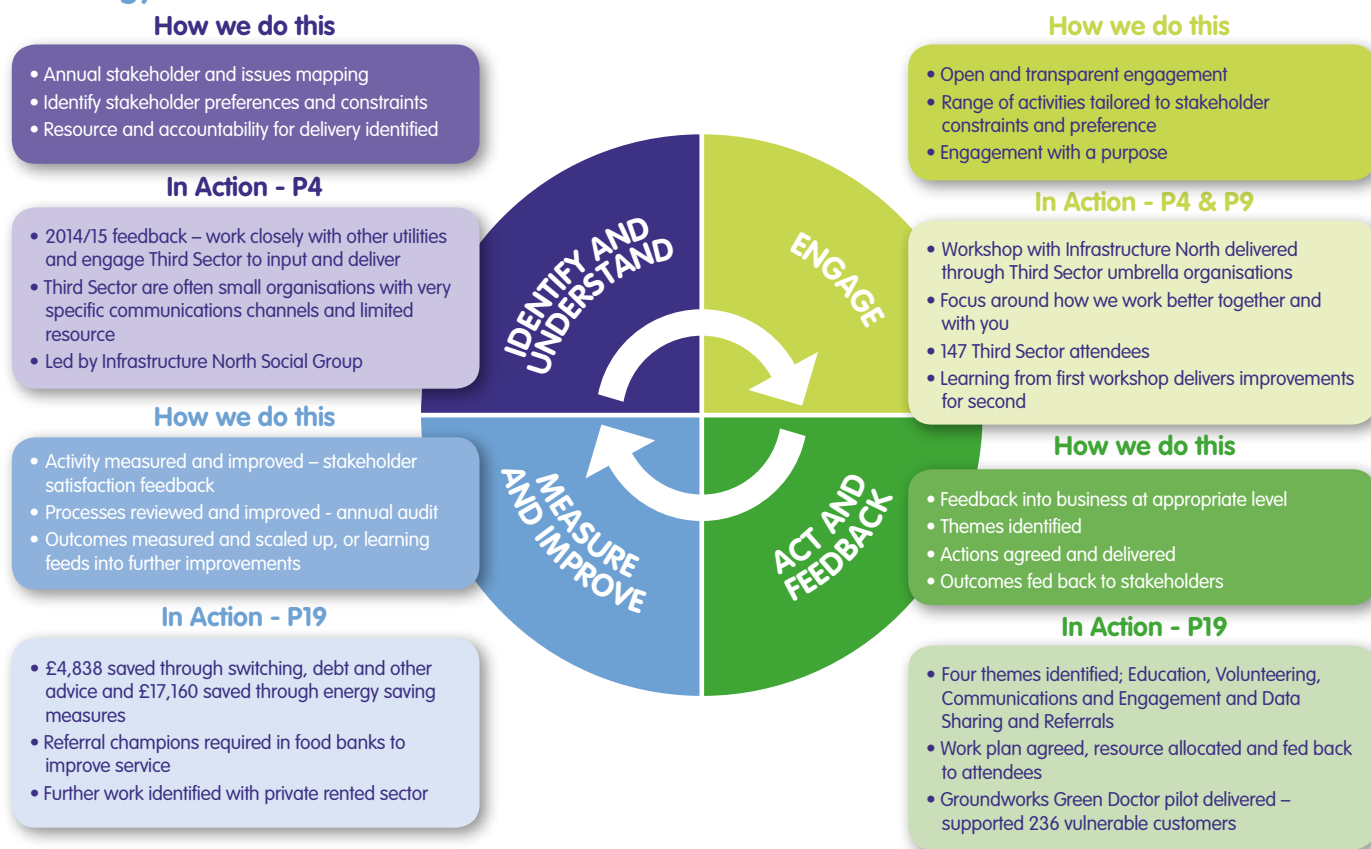 How we do this
• Annual stakeholder and issues mapping
• Identify stakeholder preferences and constraints
• Resource and accountability for delivery identified
In Action - P4
• 2014/15 feedback – work closely with other utilities
and engage Third Sector to input and deliver
• Third Sector are often small organisations with very
specific communications channels and limited
resource
• Led by Infrastructure North Social Group
IDENTIFY AND
UNDERSTAND
How we do this
• Open and transparent engagement
• Range of activities tailored to stakeholder
constraints and preference
• Engagement with a purpose
In Action - P4 & P9
• Workshop with Infrastructure North delivered
through Third Sector umbrella organisations
• Focus around how we work better together and
with you
• 147 Third Sector attendees
• Learning from first workshop delivers improvements
for second
ENGAGE
How we do this
• Activity measured and improved – stakeholder
satisfaction feedback
• Processes reviewed and improved - annual audit
• Outcomes measured and scaled up, or learning
feeds into further improvements
In Action - P19
• £4,838 saved through switching, debt and other
advice and £17,160 saved through energy saving
measures
• Referral champions required in food banks to
improve service
• Further work identified with private rented sector
MEASURE
AND IMPROVE
How we do this
• Feedback into business at appropriate level
• Themes identified
• Actions agreed and delivered
• Outcomes fed back to stakeholders
In Action - P19
• Four themes identified; Education, Volunteering,
Communications and Engagement and Data
Sharing and Referrals
• Work plan agreed, resource allocated and fed back
to attendees
• Groundworks Green Doctor pilot delivered –
supported 236 vulnerable customers
ACT AND
FEEDBACK